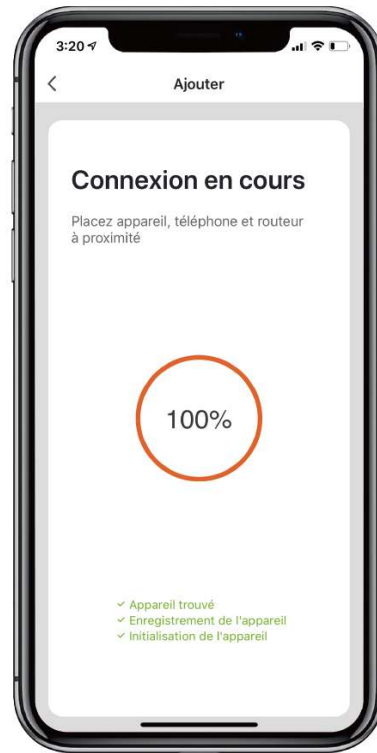 3:20
Ajouter
Connexion en cours
Placez appareil, téléphone et routeur
à proximité
100%
✓ Appareil trouvé
✓ Enregistrement de l'appareil
✓ Initialisation de l'appareil